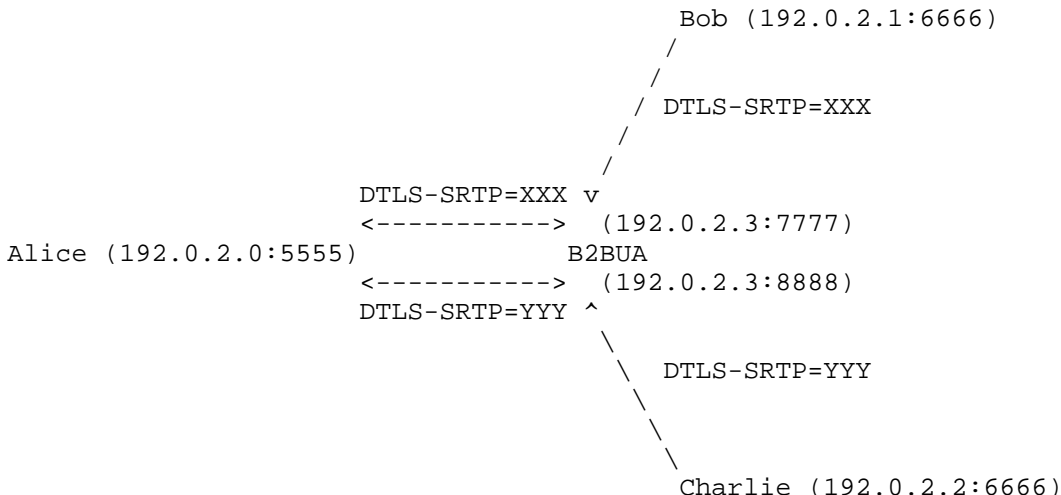 Bob (192.0.2.1:6666)
/
/
/ DTLS-SRTP=XXX
/
/
DTLS-SRTP=XXX v
<-----------> (192.0.2.3:7777)
Alice (192.0.2.0:5555) B2BUA
<-----------> (192.0.2.3:8888)
DTLS-SRTP=YYY ^
\
\ DTLS-SRTP=YYY
\
\
\
Charlie (192.0.2.2:6666)